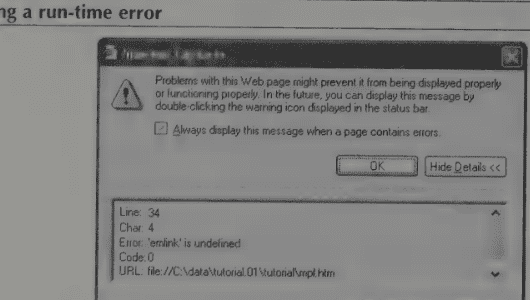 ng a run-time error
Problems with this Web page might prevent it from being displayed properly
or functioning properly. In the future, you can display this message by
double-clicking the warning icon displayed in the status bar.
Always display this message when a page contains errors.
OK
Hide Details <<
Line: 34
Char: 4
Error: 'emlink' is undefined
Code: 0
URL: file://C:\data\tutorial.01\tutorial\mpl.htm